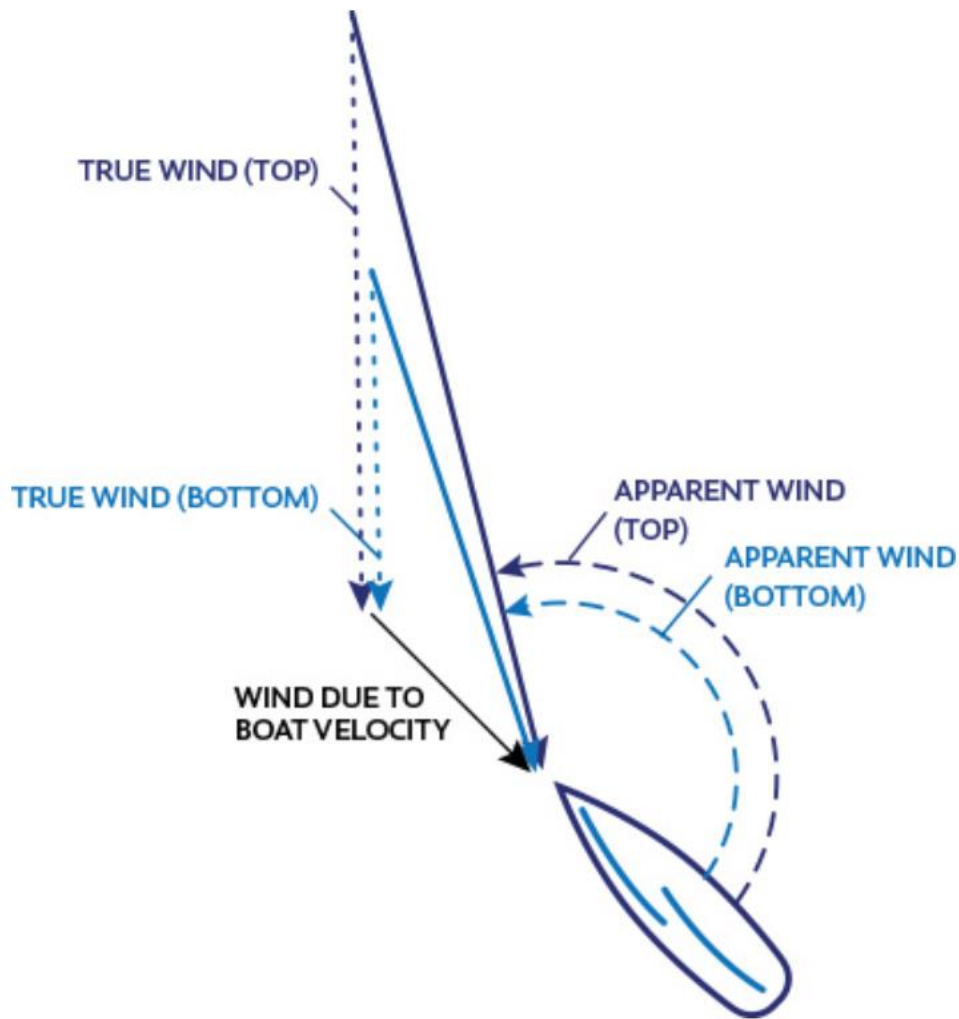 TRUE WIND (TOP)
TRUE WIND (BOTTOM)
APPARENT WIND
(TOP)
APPARENT WIND
(BOTTOM)
WIND DUE TO
BOAT VELOCITY